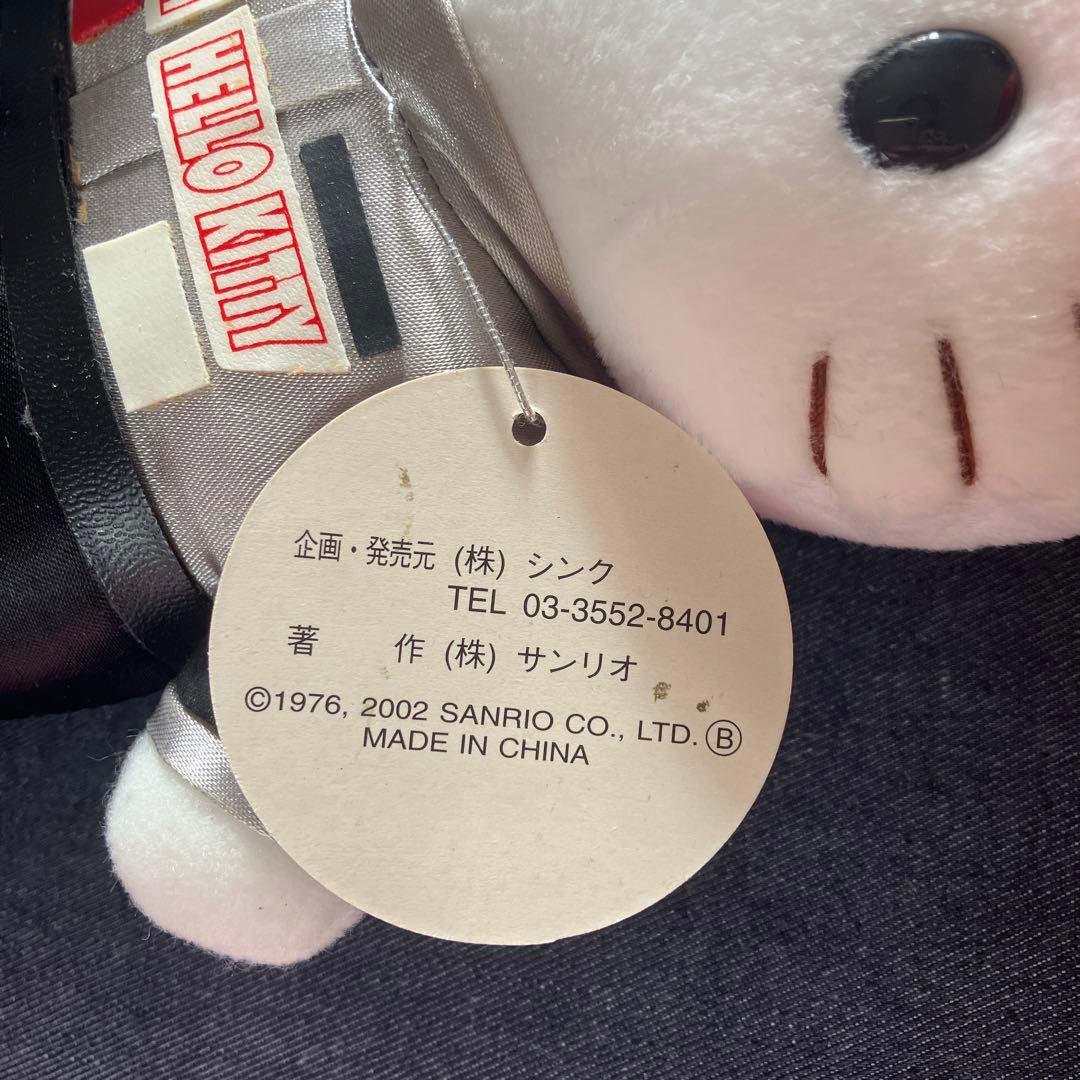 HELLO KITTY
企画・発売元 (株) シンク
TEL 03-3552-8401
著 作 (株) サンリオ
©1976, 2002 SANRIO CO., LTD. Ⓑ
MADE IN CHINA